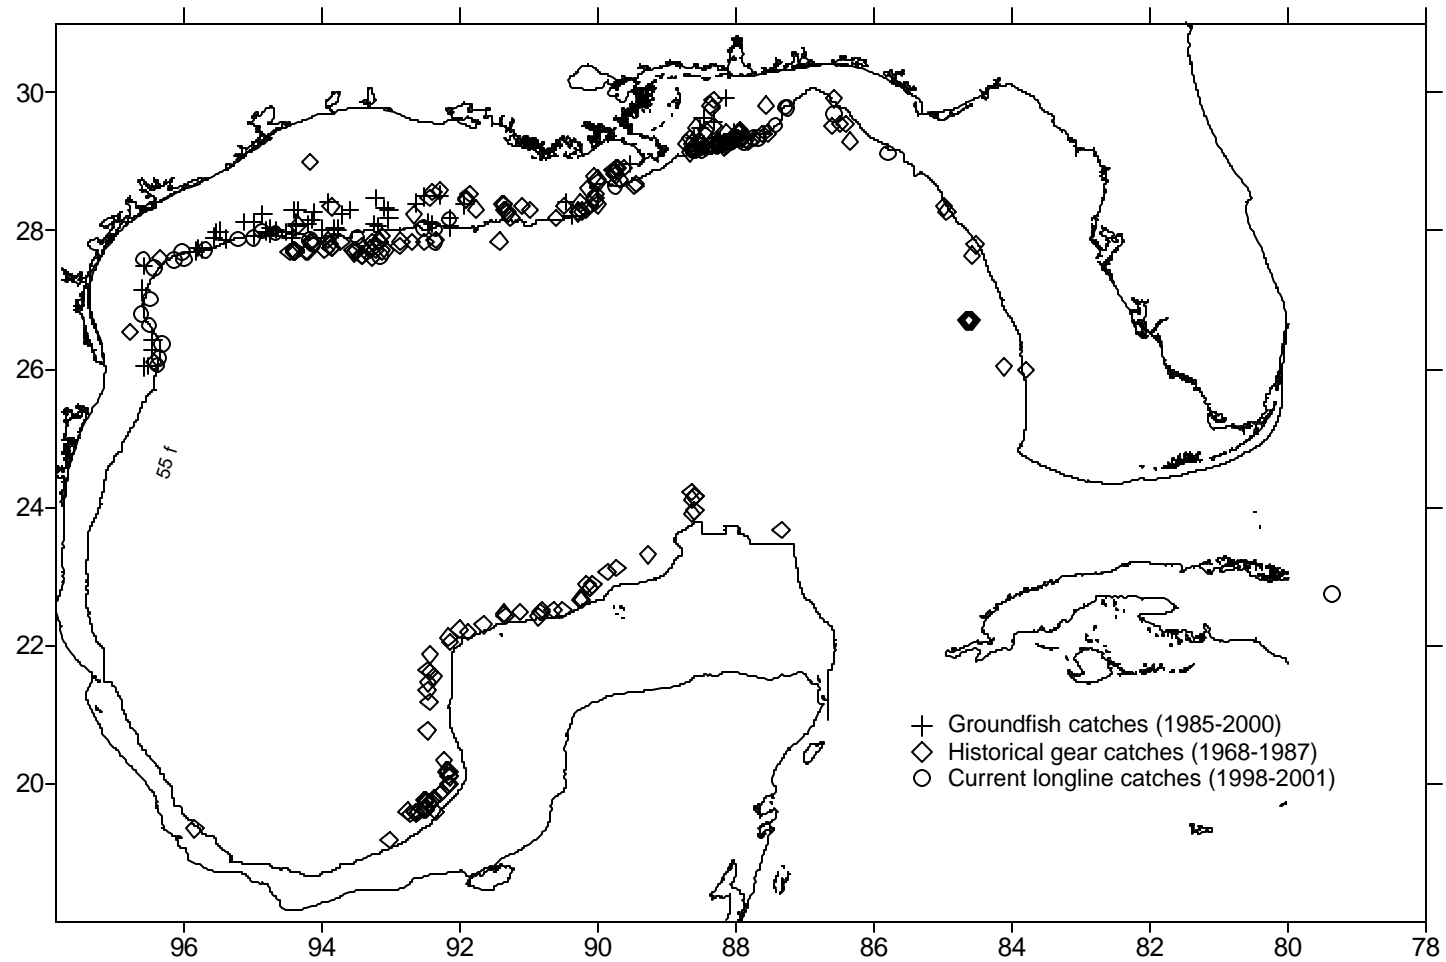 30
28
26
24
22
20
55 f
Groundfish catches (1985-2000)
Historical gear catches (1968-1987)
Current longline catches (1998-2001)
96 94 92 90 88 86 84 82 80 78